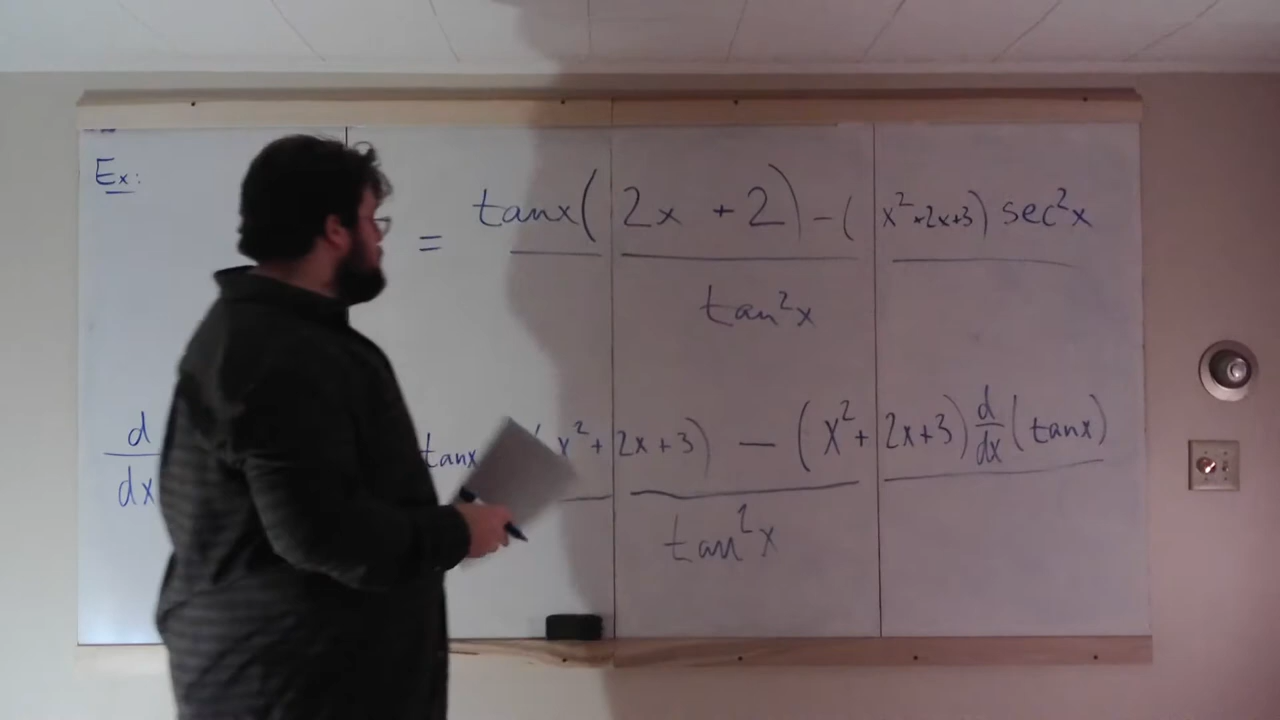 Ex:
= tanx( 2x + 2) - ( x²+2x+3) sec²x
tan²x
d tanx (x²+ 2x+3) - (x²+ 2x+3) d/dx (tanx)
dx
tan²x